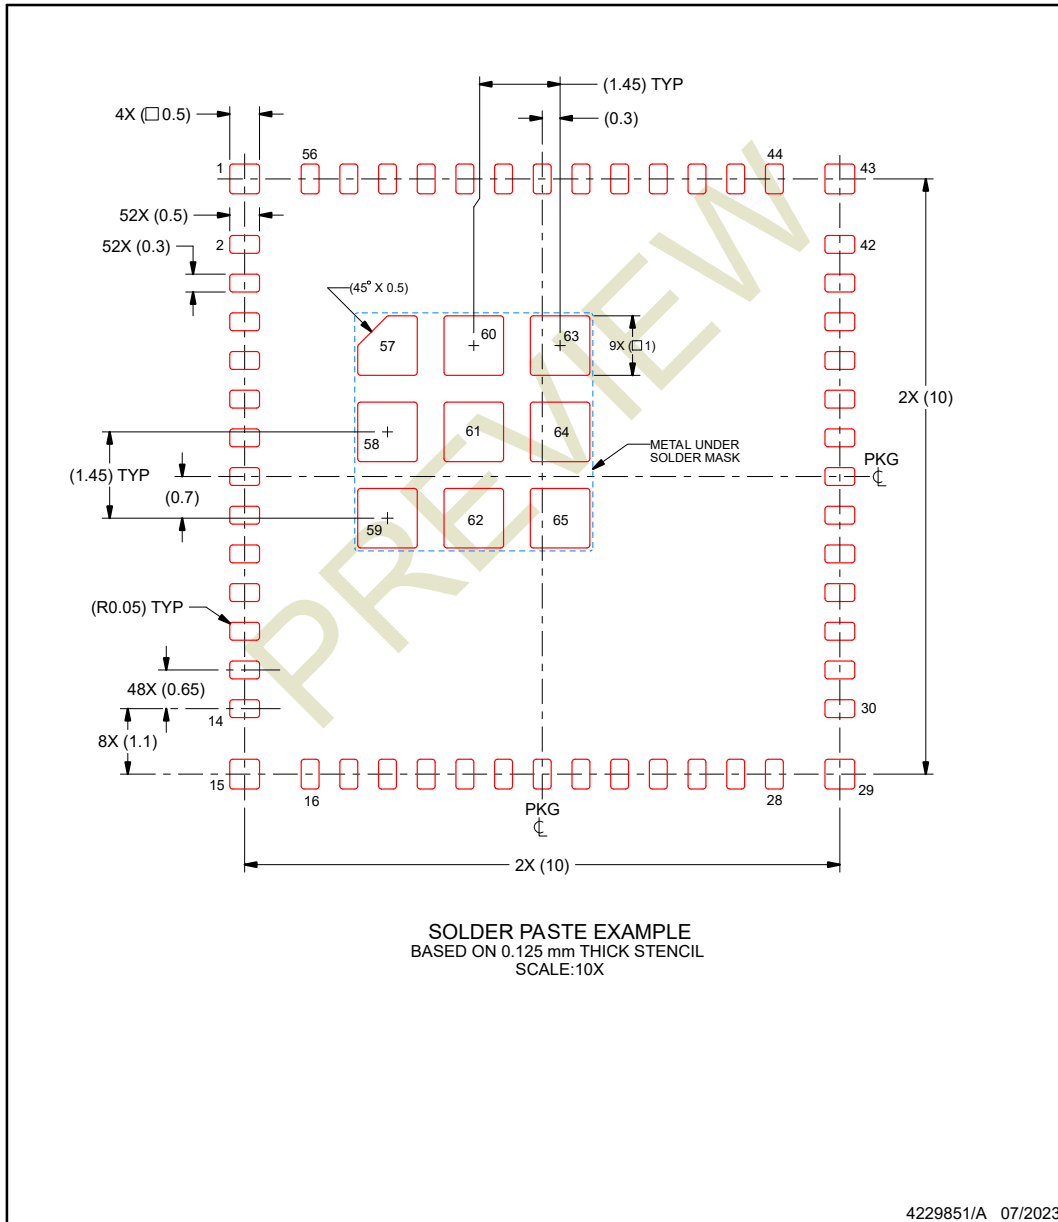 (1.45) TYP
4X (□ 0.5)
(0.3)
1
56
44
43
52X (0.5)
2
42
52X (0.3)
(45° X 0.5)
57
60
63
9X (□ 1)
2X (10)
58
61
64
METAL UNDER
SOLDER MASK
(1.45) TYP
PKG
℄
(0.7)
59
62
65
PREVIEW
(R0.05) TYP
48X (0.65)
14
30
8X (1.1)
15
16
28
29
PKG
℄
2X (10)
SOLDER PASTE EXAMPLE
BASED ON 0.125 mm THICK STENCIL
SCALE:10X
4229851/A 07/2023